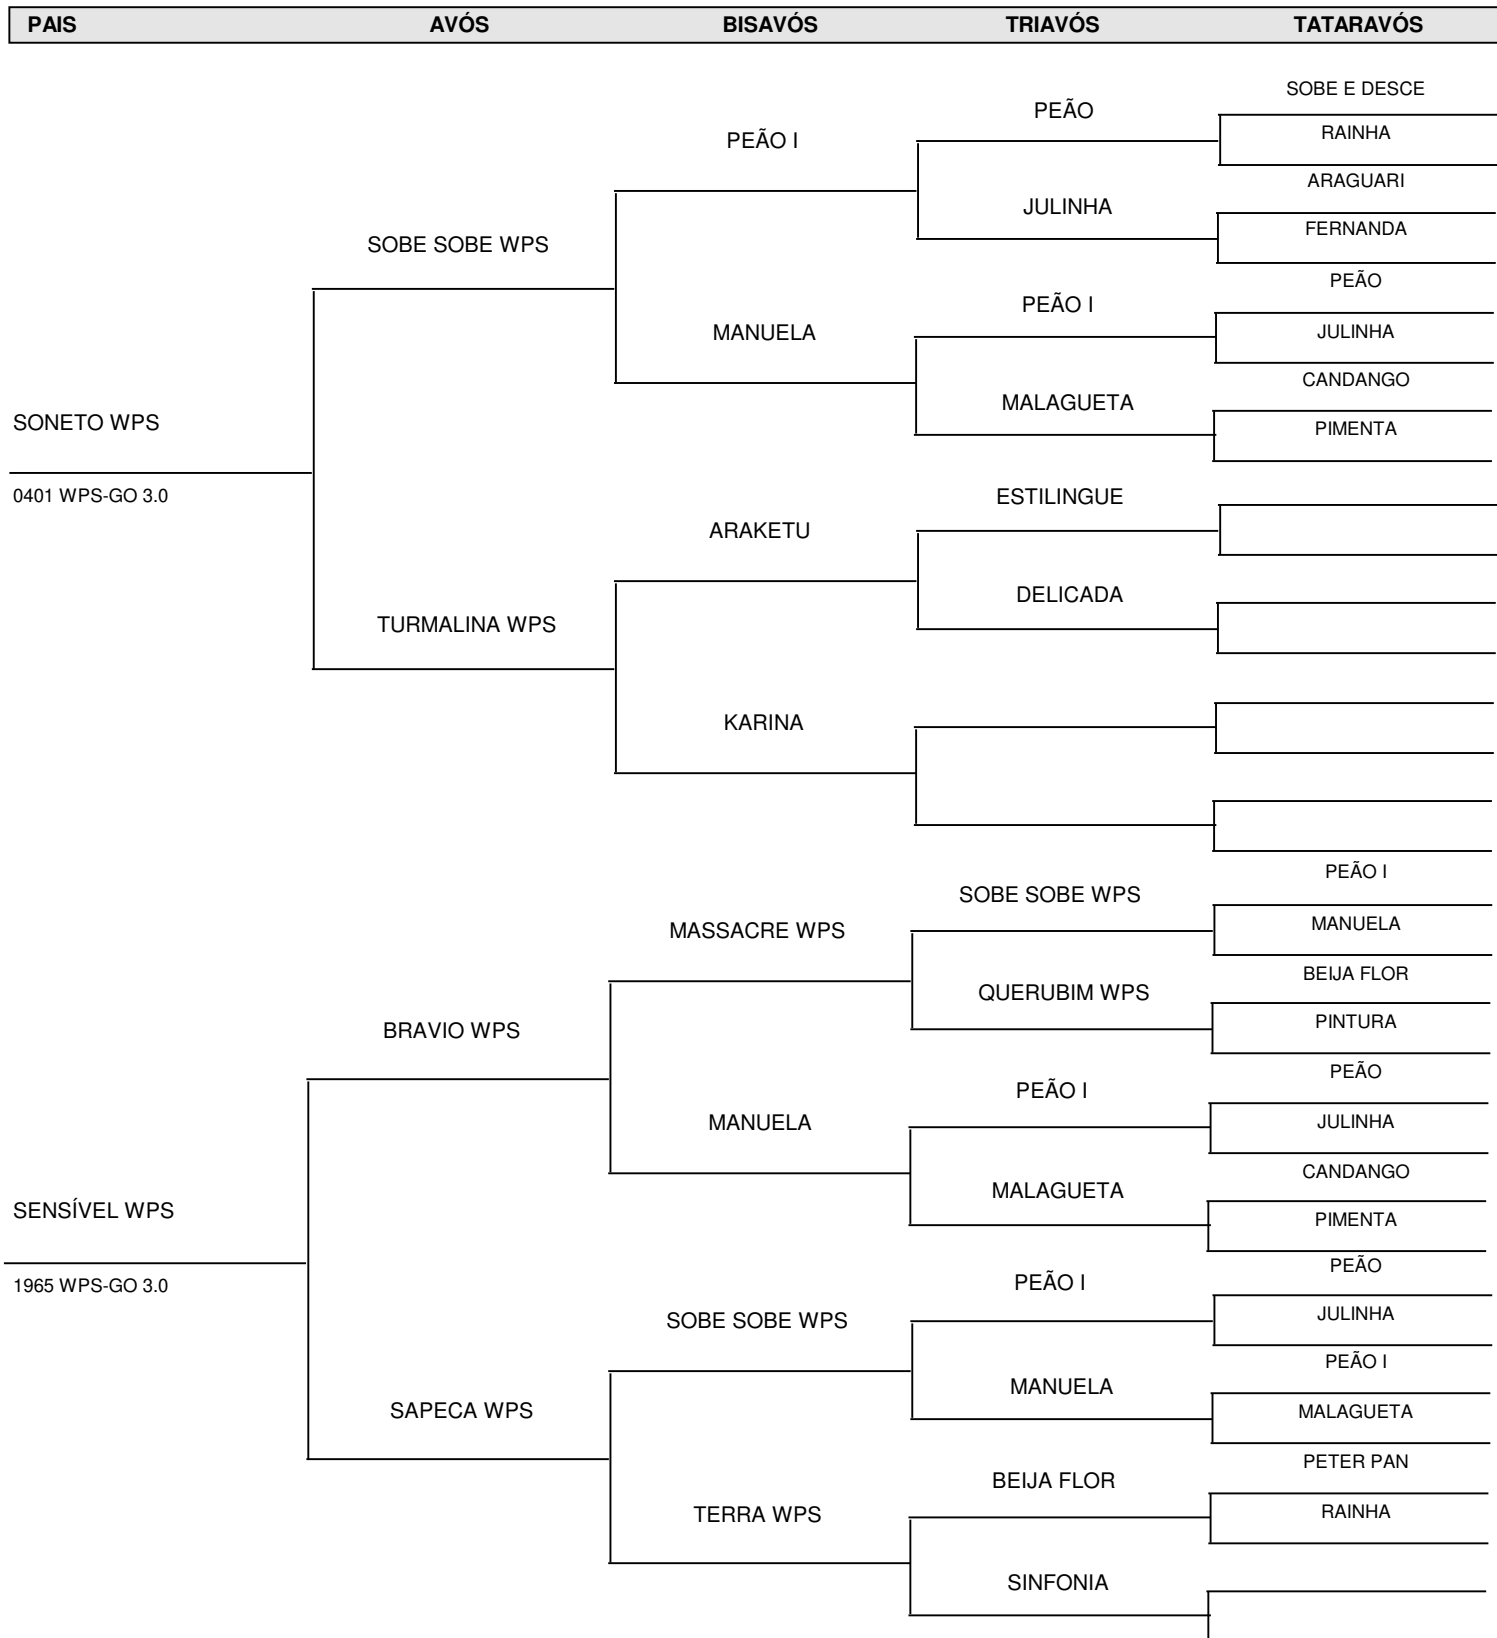 PAIS AVÓS BISAVÓS TRIAVÓS TATARAVÓS
SOBE E DESCE
PEÃO
RAINHA
PEÃO I
ARAGUARI
JULINHA
FERNANDA
SOBE SOBE WPS
PEÃO
PEÃO I
JULINHA
MANUELA
CANDANGO
MALAGUETA
PIMENTA
SONETO WPS
0401 WPS-GO 3.0
ESTILINGUE
ARAKETU
DELICADA
TURMALINA WPS
KARINA
PEÃO I
SOBE SOBE WPS
MANUELA
MASSACRE WPS
BEIJA FLOR
QUERUBIM WPS
PINTURA
BRAVIO WPS
PEÃO
PEÃO I
JULINHA
MANUELA
CANDANGO
MALAGUETA
PIMENTA
SENSÍVEL WPS
1965 WPS-GO 3.0
PEÃO
PEÃO I
JULINHA
SOBE SOBE WPS
PEÃO I
MANUELA
MALAGUETA
SAPECA WPS
PETER PAN
BEIJA FLOR
RAINHA
TERRA WPS
SINFONIA